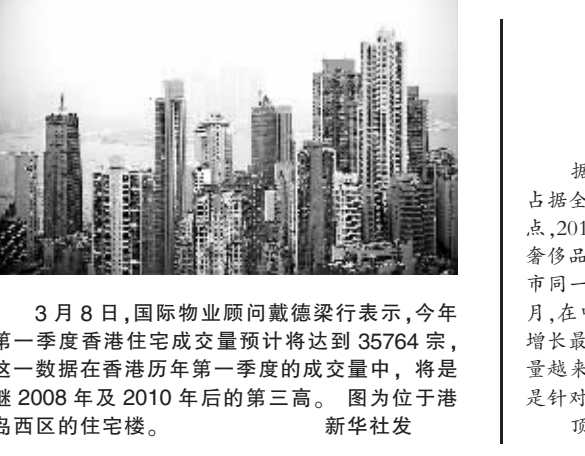 3 月 8 日,国际物业顾问戴德梁行表示,今年
第一季度香港住宅成交量预计将达到 35764 宗,
这一数据在香港历年第一季度的成交量中，将是
继 2008 年及 2010 年后的第三高。 图为位于港
岛西区的住宅楼。 新华社发
据
占据全
点,201
奢侈品
市同一
月,在中
增长最
量越来
是针对
顶